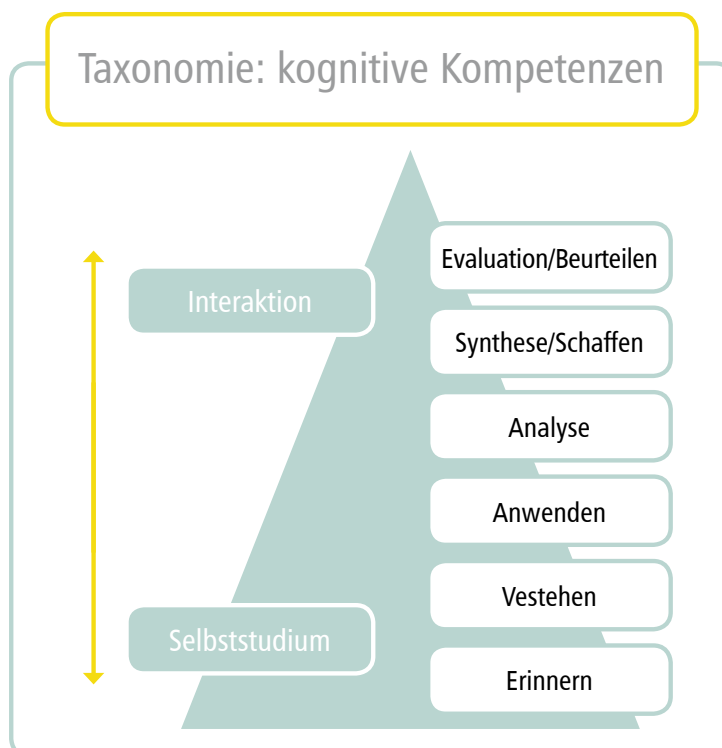 Taxonomie: kognitive Kompetenzen
Evaluation/Beurteilen
Interaktion
Synthese/Schaffen
Analyse
Anwenden
Vestehen
Selbststudium
Erinnern